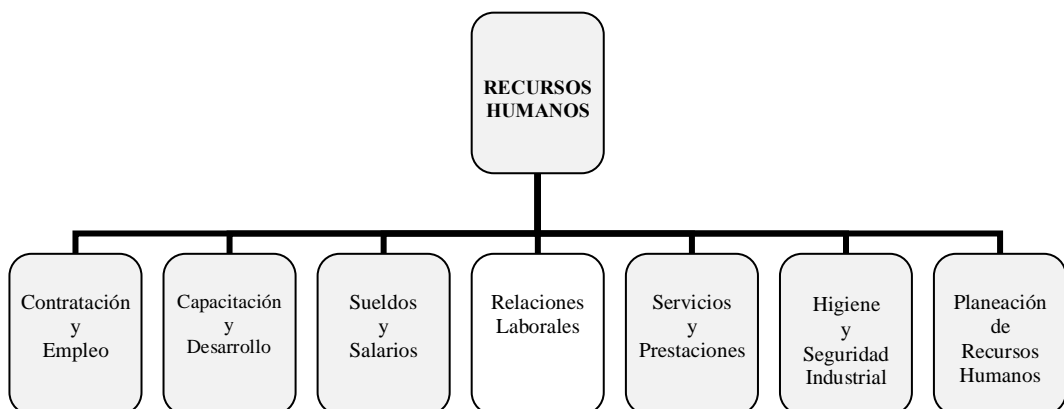 RECURSOS
HUMANOS
Contratación
y
Empleo
Capacitación
y
Desarrollo
Sueldos
y
Salarios
Relaciones
Laborales
Servicios
y
Prestaciones
Higiene
y
Seguridad
Industrial
Planeación
de
Recursos
Humanos